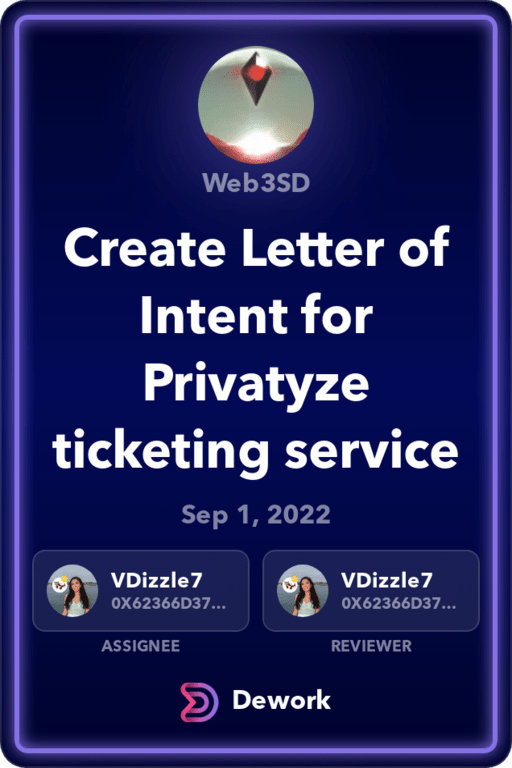 Web3SD
Create Letter of
Intent for
Privatyze
ticketing service
Sep 1, 2022
VDizzle7
0X62366D37...
ASSIGNEE
VDizzle7
0X62366D37...
REVIEWER
Dework